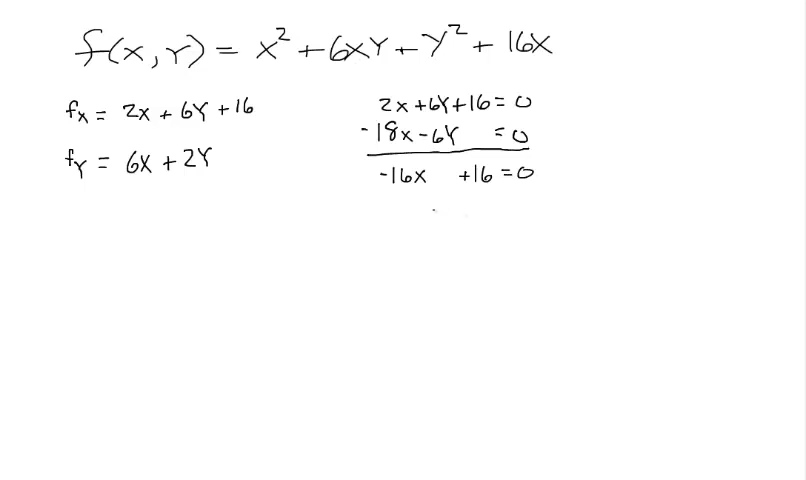 f(x,y) = x² + 6xy + y² + 16x
fx = 2x + 6y + 16
fy = 6x + 2y
2x + 6y + 16 = 0
-18x - 6y = 0
-16x + 16 = 0